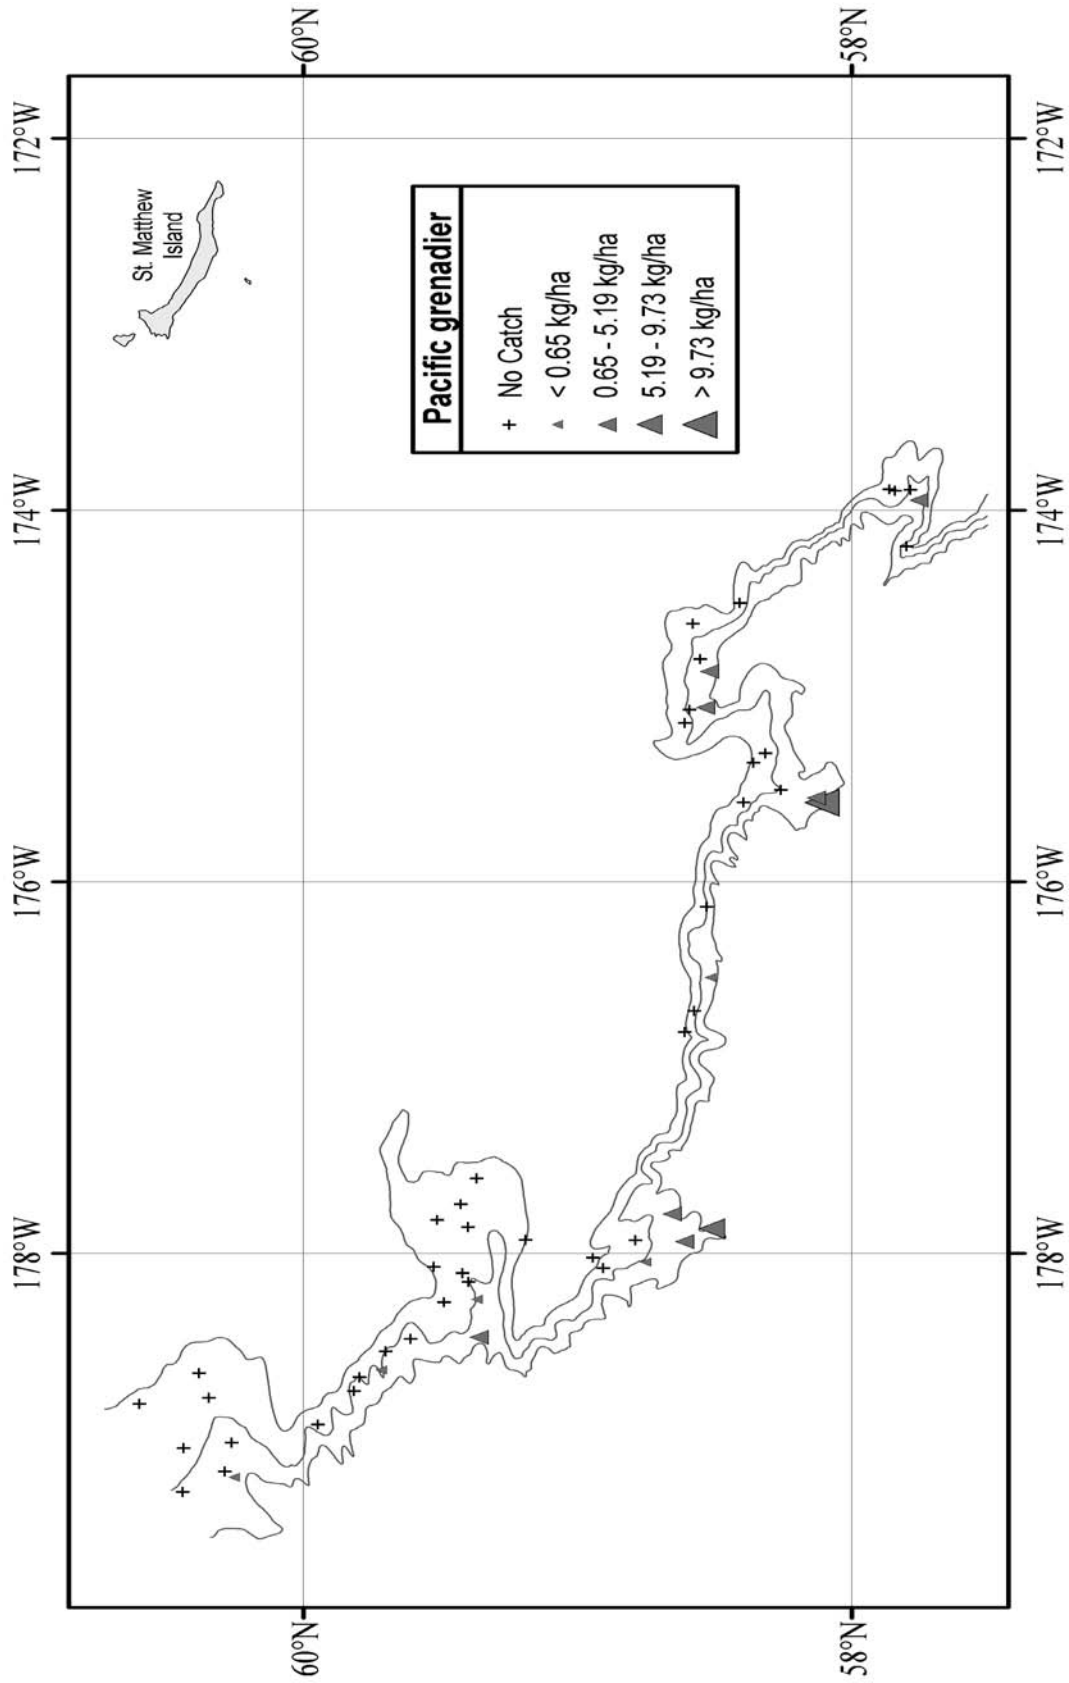 172°W
174°W
176°W
178°W
60°N
60°N
58°N
58°N
St. Matthew
Island
Pacific grenadier
No Catch
< 0.65 kg/ha
0.65 - 5.19 kg/ha
5.19 - 9.73 kg/ha
> 9.73 kg/ha
172°W
174°W
176°W
178°W